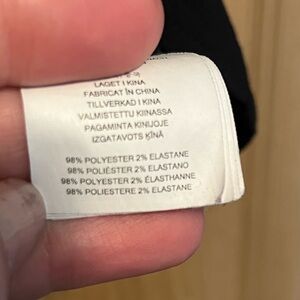 LAGET I KINA
FABRICAT ÎN CHINA
TILLVERKAD I KINA
VALMISTETTU KIINASSA
PAGAMINTA KINIJOJE
IZGATAVOTS ĶĪNĀ
98% POLYESTER 2% ELASTANE
98% POLIÉSTER 2% ELASTANO
98% POLYESTER 2% ÉLASTHANNE
98% POLIESTERE 2% ELASTANE